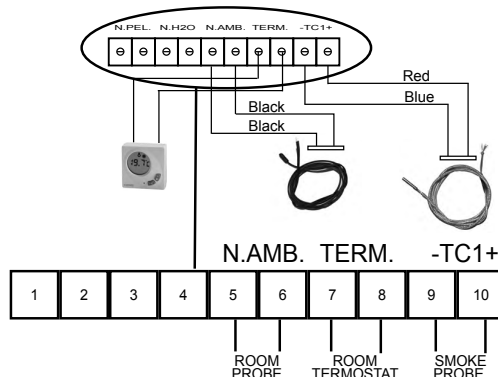 N.PEL. N.H2O N.AMB. TERM. -TC1+
Red
Blue
Black
Black
19.7c
N.AMB. TERM. -TC1+
1 2 3 4 5 6 7 8 9 10
ROOM PROBE
ROOM TERMOSTAT
SMOKE PROBE